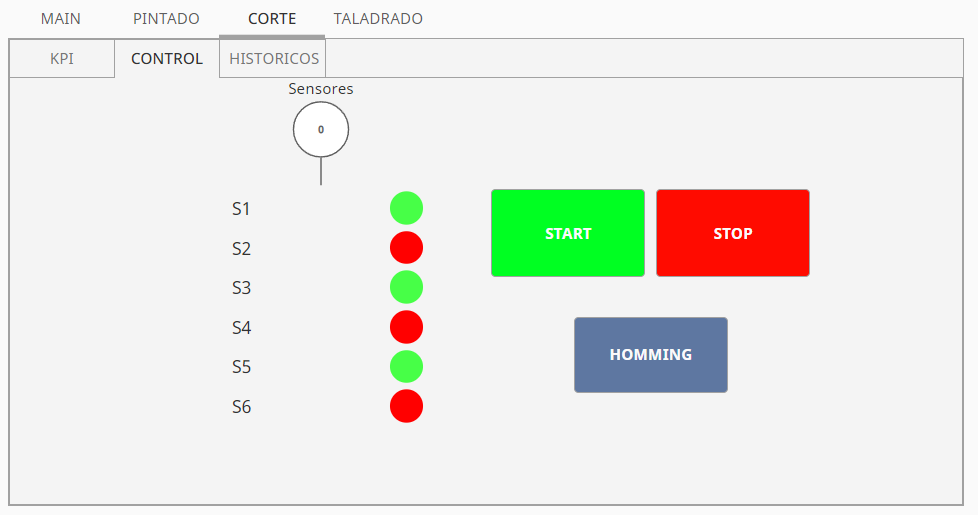 MAIN PINTADO CORTE TALADRADO
KPI CONTROL HISTORICOS
Sensores
0
S1
S2
S3
S4
S5
S6
START STOP
HOMMING